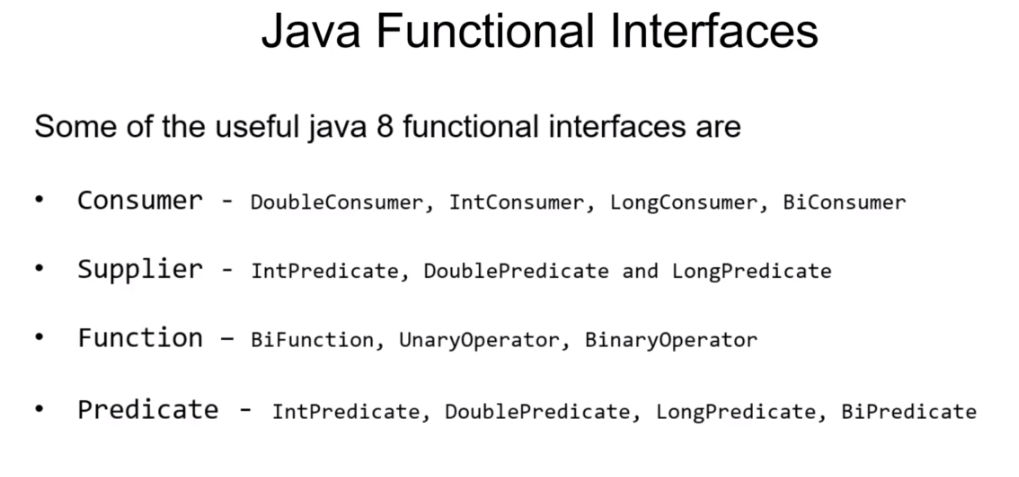 Java Functional Interfaces
Some of the useful java 8 functional interfaces are
• Consumer - DoubleConsumer, IntConsumer, LongConsumer, BiConsumer
• Supplier - IntPredicate, DoublePredicate and LongPredicate
• Function – BiFunction, UnaryOperator, BinaryOperator
• Predicate - IntPredicate, DoublePredicate, LongPredicate, BiPredicate